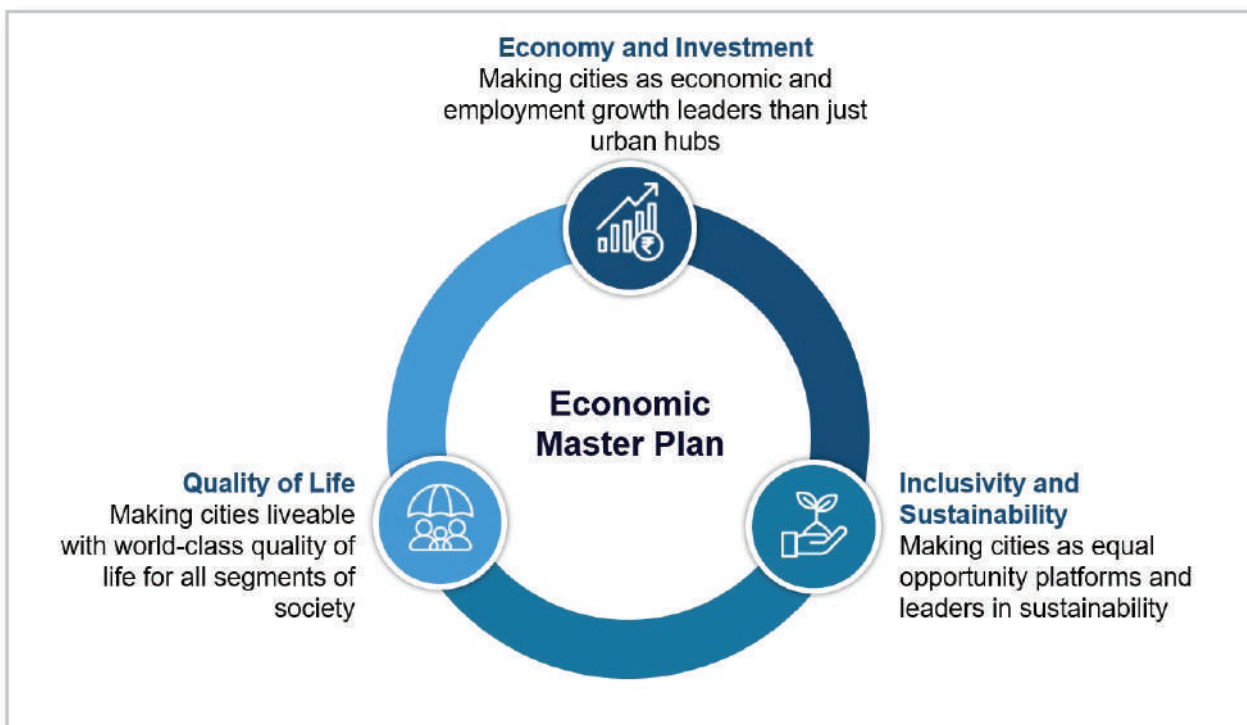 Economy and Investment
Making cities as economic and
employment growth leaders than just
urban hubs
₹
Economic
Master Plan
Quality of Life
Making cities liveable
with world-class quality of
life for all segments of
society
Inclusivity and
Sustainability
Making cities as equal
opportunity platforms and
leaders in sustainability